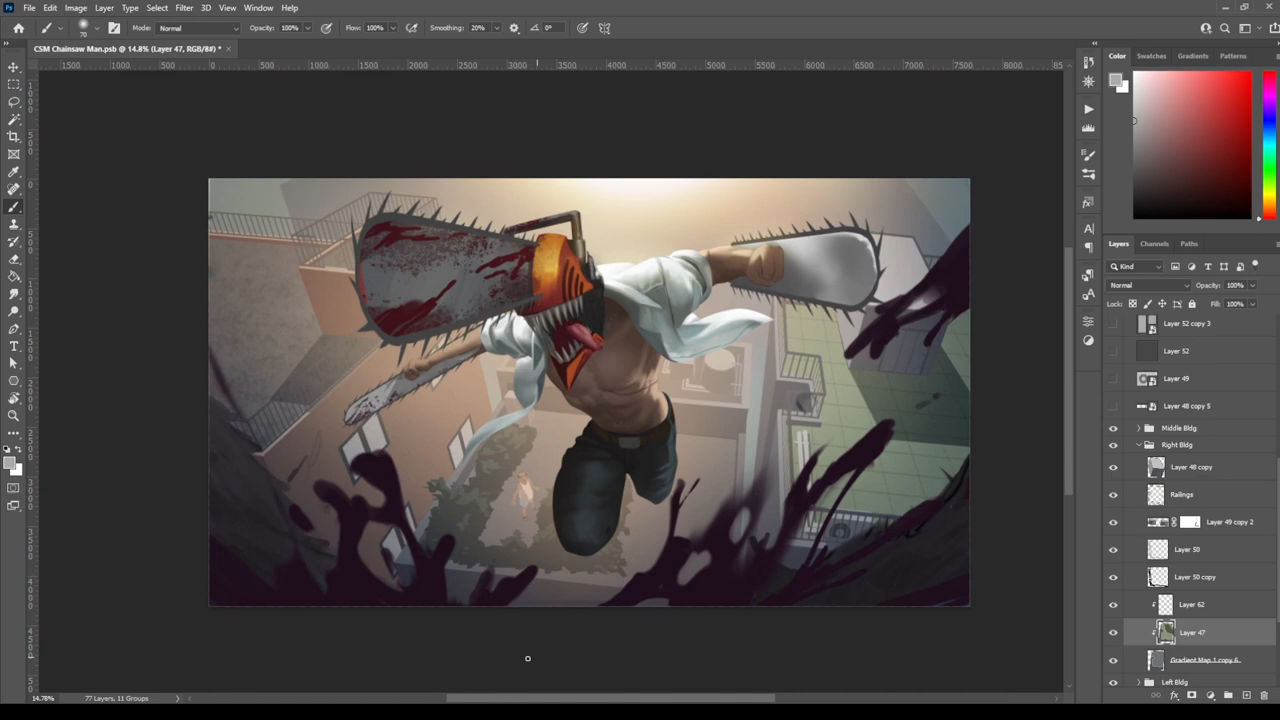 File Edit Image Layer Type Select Filter 3D View Window Help
70 Mode: Normal Opacity: 100% Flow: 100% Smoothing: 20% 0°
CSM Chainsaw Man.psb @ 14.8% (Layer 47, RGB/8#) * ×
1500 1000 500 0 500 1000 1500 2000 2500 3000 3500 4000 4500 5000 5500 6000 6500 7000 7500 8000 85
Color Swatches Gradients Patterns
Layers Channels Paths
Kind
Normal Opacity: 100%
Lock: Fill: 100%
Layer 52 copy 3
Layer 52
Layer 49
Layer 48 copy 5
Middle Bldg
Right Bldg
Layer 48 copy
Railings
Layer 49 copy 2
Layer 50
Layer 50 copy
Layer 62
Layer 47
Gradient Map 1 copy 6
Left Bldg
14.78% 77 Layers, 11 Groups